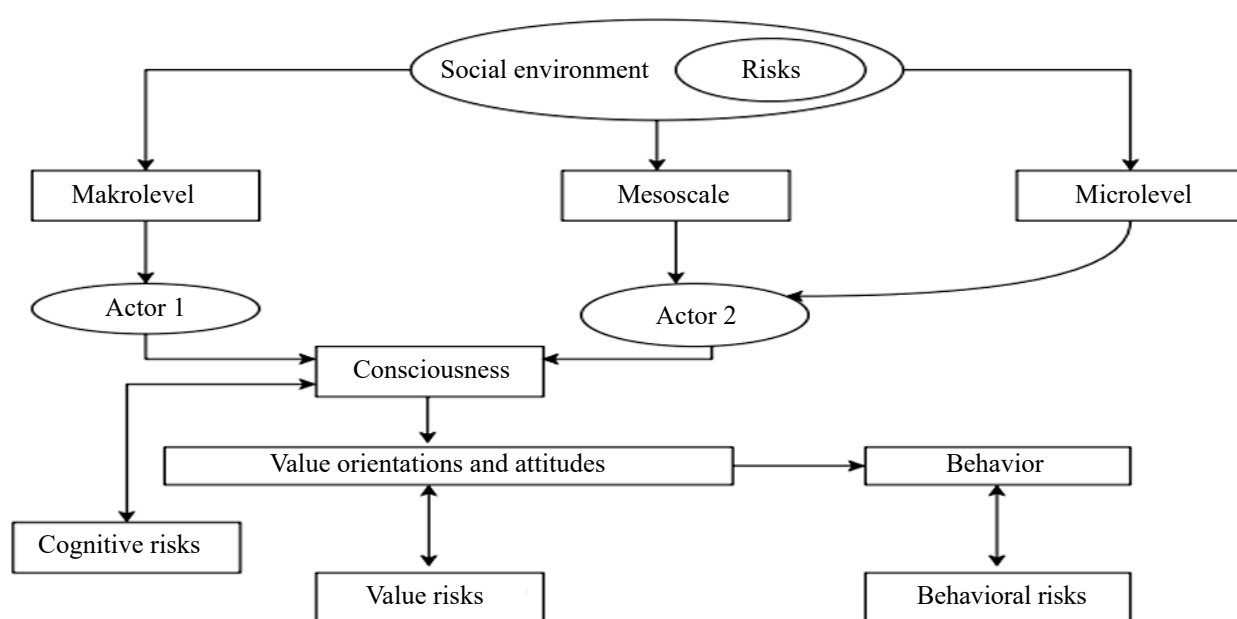 Social environment
Risks
Makrolevel
Mesoscale
Microlevel
Actor 1
Actor 2
Consciousness
Value orientations and attitudes
Behavior
Cognitive risks
Value risks
Behavioral risks